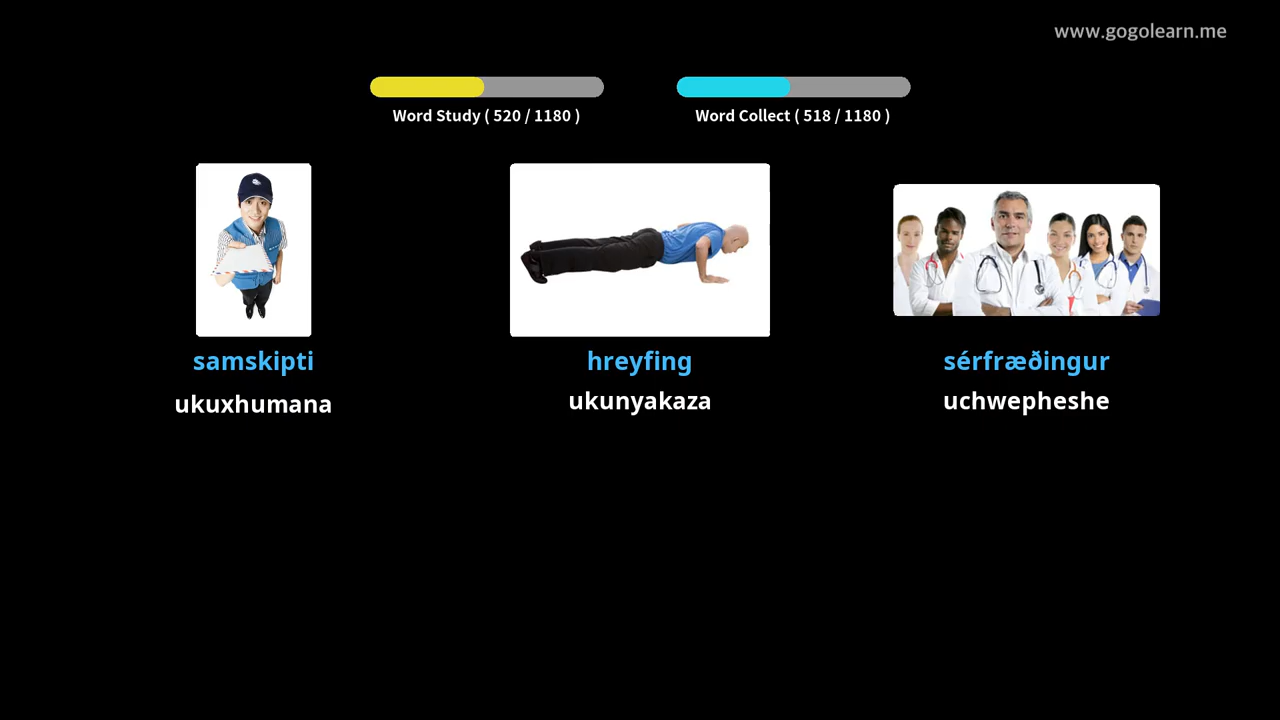 www.gogolearn.me
Word Study ( 520 / 1180 )
Word Collect ( 518 / 1180 )
samskipti
ukuxhumana
hreyfing
ukunyakaza
sérfræðingur
uchwepheshe